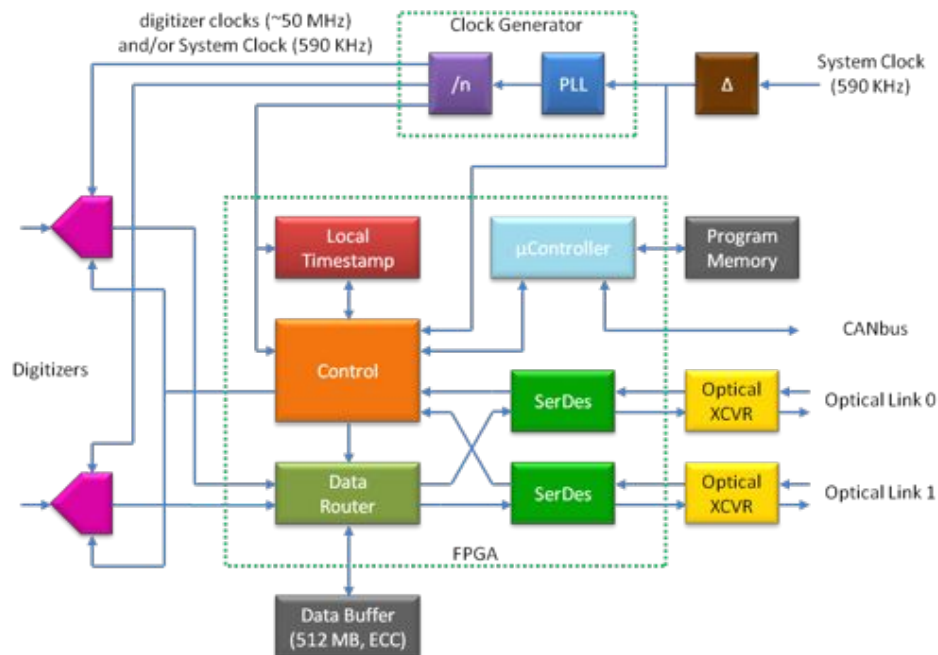 digitizer clocks (~50 MHz)
and/or System Clock (590 KHz)
Clock Generator
/n
PLL
Δ
System Clock
(590 KHz)
Local
Timestamp
µController
Program
Memory
CANbus
Digitizers
Control
SerDes
Optical
XCVR
Optical Link 0
Data
Router
SerDes
Optical
XCVR
Optical Link 1
FPGA
Data Buffer
(512 MB, ECC)